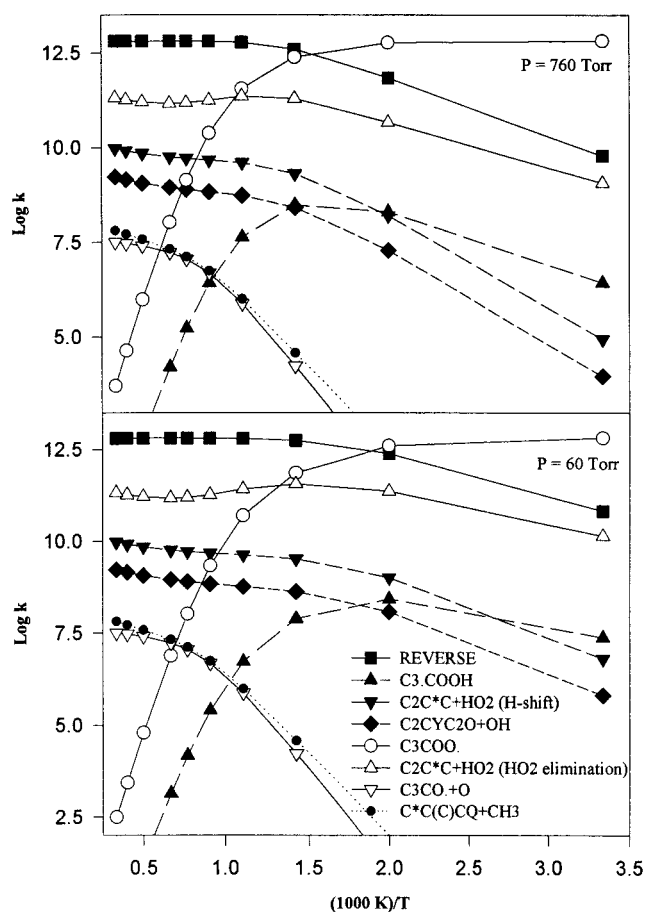 12.5
10.0
7.5
5.0
Log k
P = 760 Torr
12.5
10.0
7.5
5.0
2.5
Log k
P = 60 Torr
REVERSE
C3.COOH
C2C*C+HO2 (H-shift)
C2CYC2O+OH
C3COO.
C2C*C+HO2 (HO2 elimination)
C3CO.+O
C*C(C)CQ+CH3
0.5 1.0 1.5 2.0 2.5 3.0 3.5
(1000 K)/T